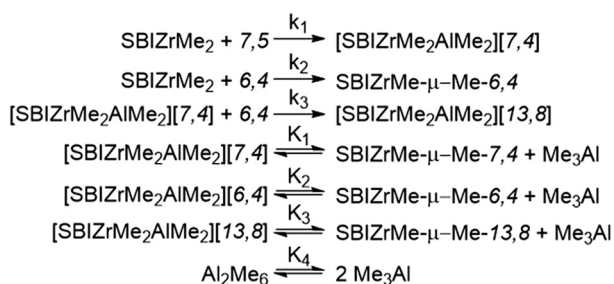 SBIZrMe₂ + 7,5 k₁ → [SBIZrMe₂AlMe₂][7,4]
SBIZrMe₂ + 6,4 k₂ → SBIZrMe-μ–Me-6,4
[SBIZrMe₂AlMe₂][7,4] + 6,4 k₃ → [SBIZrMe₂AlMe₂][13,8]
[SBIZrMe₂AlMe₂][7,4] K₁ ⇌ SBIZrMe-μ–Me-7,4 + Me₃Al
[SBIZrMe₂AlMe₂][6,4] K₂ ⇌ SBIZrMe-μ–Me-6,4 + Me₃Al
[SBIZrMe₂AlMe₂][13,8] K₃ ⇌ SBIZrMe-μ–Me-13,8 + Me₃Al
Al₂Me₆ K₄ ⇌ 2 Me₃Al